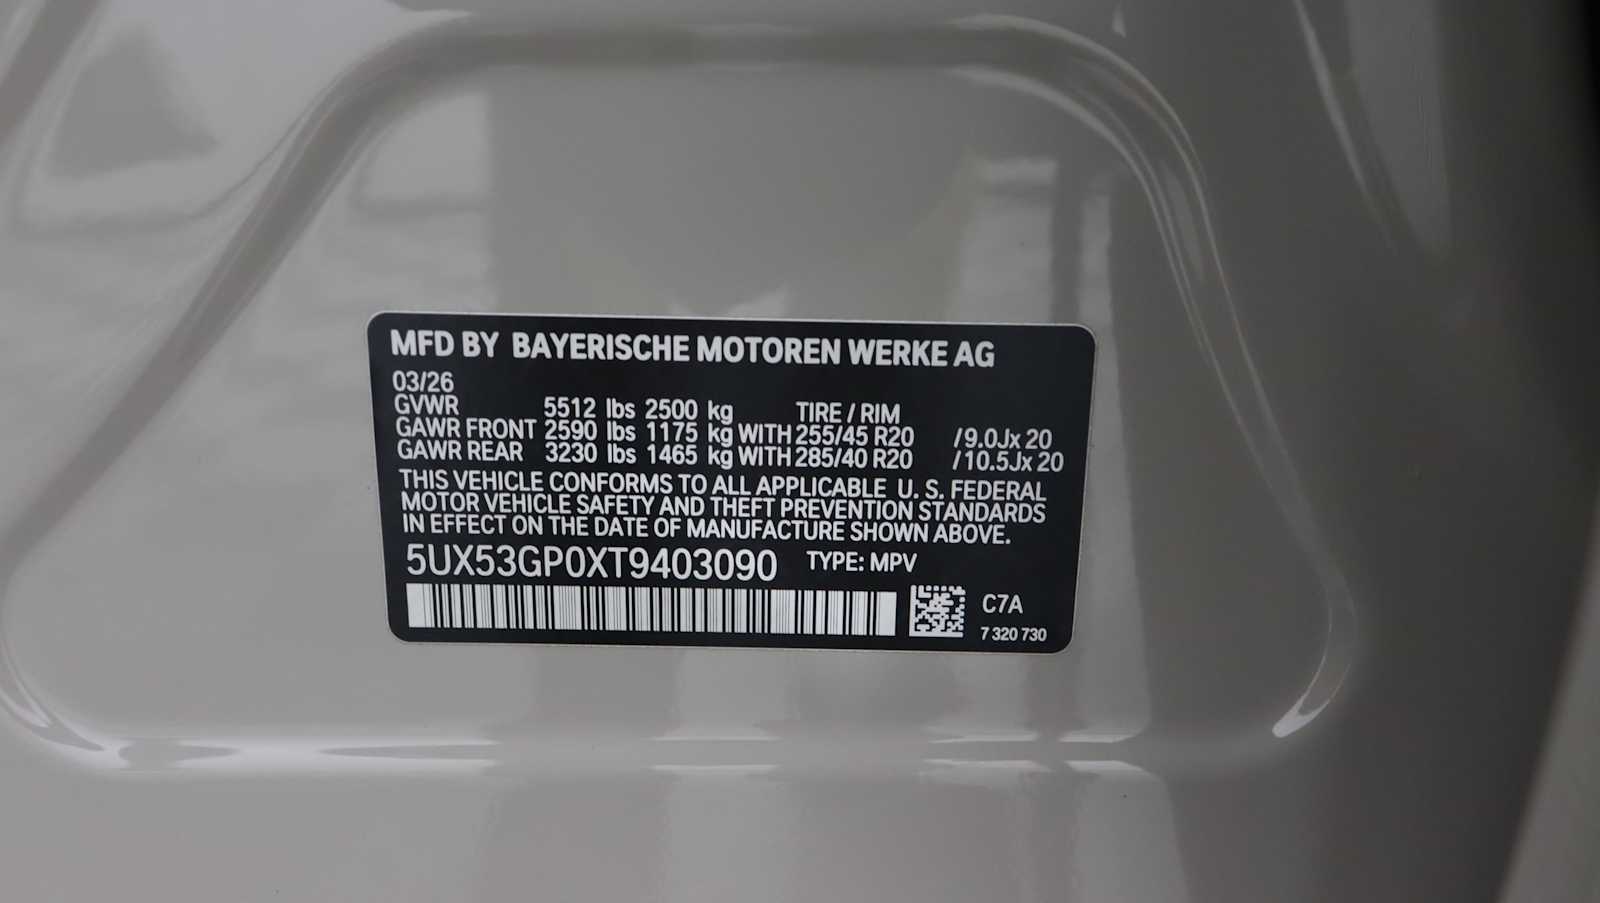 MFD BY BAYERISCHE MOTOREN WERKE AG
03/26
GVWR 5512 lbs 2500 kg TIRE / RIM
GAWR FRONT 2590 lbs 1175 kg WITH 255/45 R20 /9.0Jx 20
GAWR REAR 3230 lbs 1465 kg WITH 285/40 R20 /10.5Jx 20
THIS VEHICLE CONFORMS TO ALL APPLICABLE U. S. FEDERAL
MOTOR VEHICLE SAFETY AND THEFT PREVENTION STANDARDS
IN EFFECT ON THE DATE OF MANUFACTURE SHOWN ABOVE.
5UX53GP0XT9403090 TYPE: MPV
C7A
7 320 730